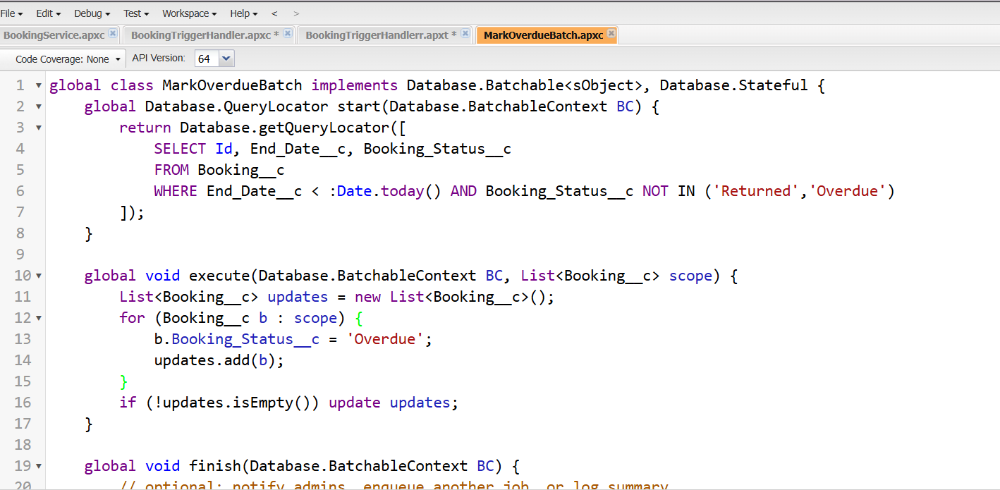 File Edit Debug Test Workspace Help < >
BookingService.apxc BookingTriggerHandler.apxc * BookingTriggerHandlerr.apxt * MarkOverdueBatch.apxc
Code Coverage: None API Version: 64
1 global class MarkOverdueBatch implements Database.Batchable<sObject>, Database.Stateful {
2 global Database.QueryLocator start(Database.BatchableContext BC) {
3 return Database.getQueryLocator([
4 SELECT Id, End_Date__c, Booking_Status__c
5 FROM Booking__c
6 WHERE End_Date__c < :Date.today() AND Booking_Status__c NOT IN ('Returned','Overdue')
7 ]);
8 }
9
10 global void execute(Database.BatchableContext BC, List<Booking__c> scope) {
11 List<Booking__c> updates = new List<Booking__c>();
12 for (Booking__c b : scope) {
13 b.Booking_Status__c = 'Overdue';
14 updates.add(b);
15 }
16 if (!updates.isEmpty()) update updates;
17 }
18
19 global void finish(Database.BatchableContext BC) {
20 // optional: notify admins, enqueue another job, or log summary